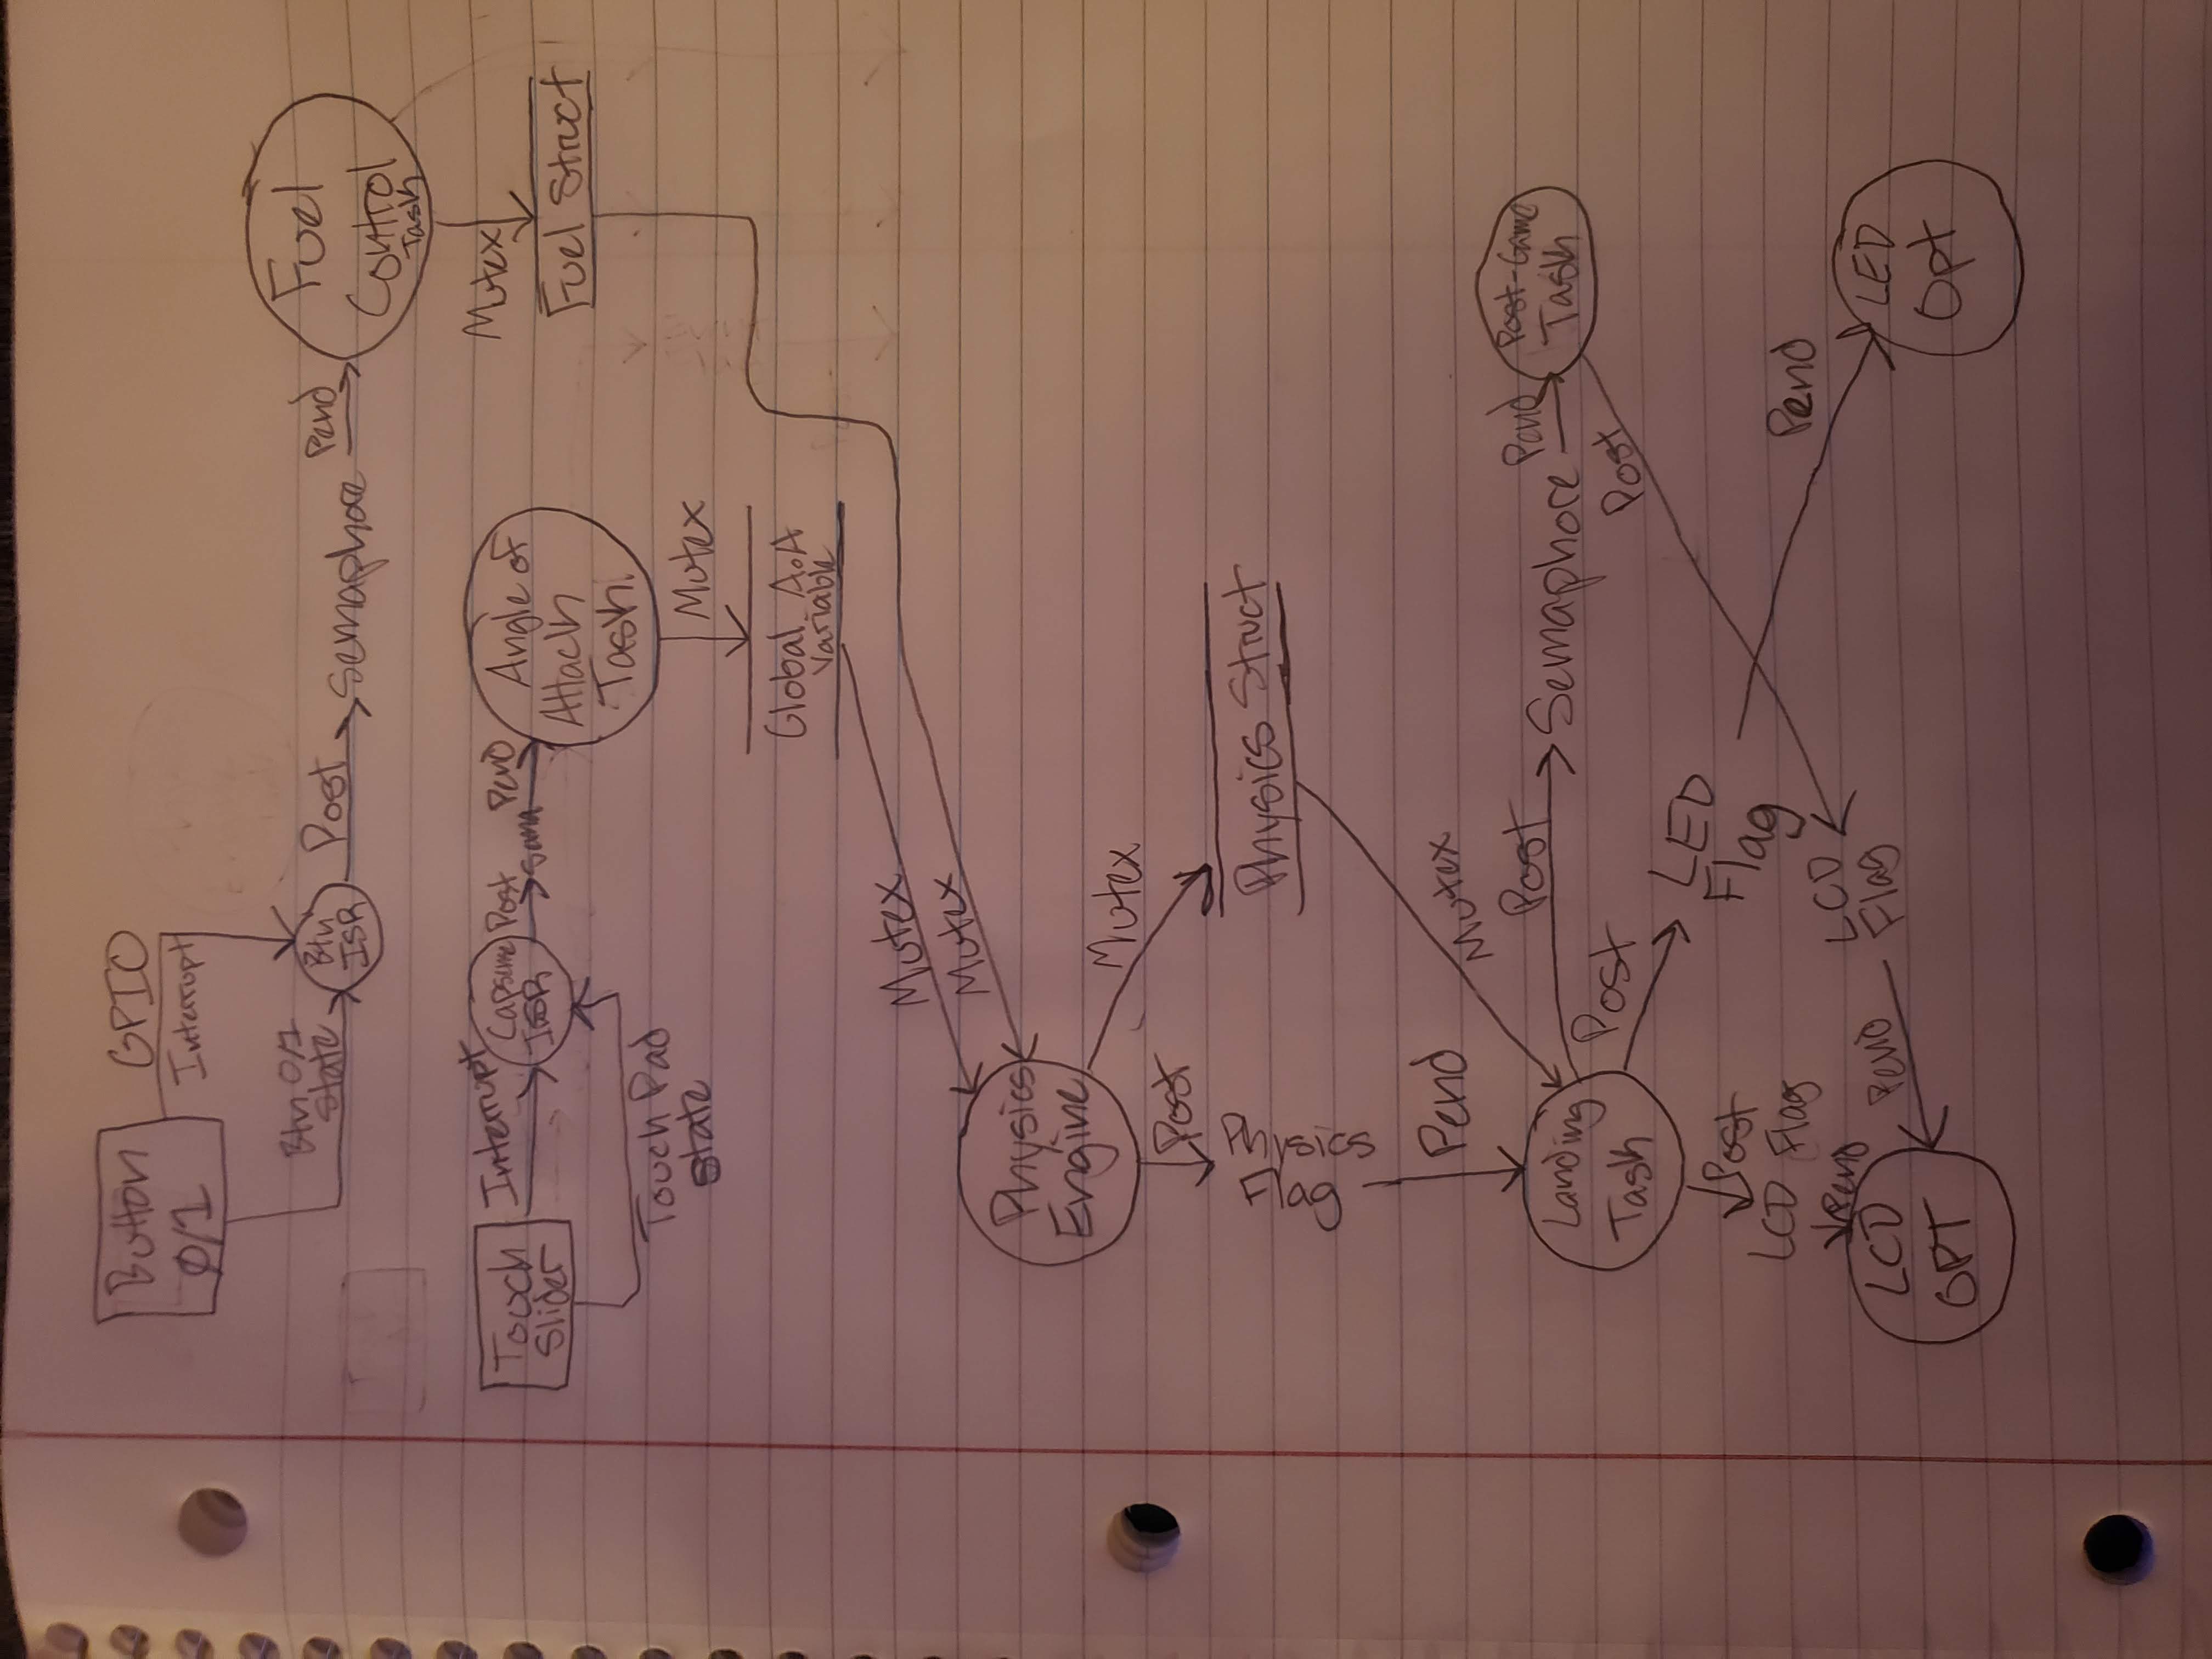 Button
GPIO
Ø/1
Interrupt
Btn 0/1
State
Btn
ISR
Post
Semaphore
Pend
Fuel
Control
Task
Touch
Slider
Interrupt
Capsense
ISR
Post
Sema
Pend
Angle of
Attack
Task
Mutex
Fuel Struct
Touch Pad
State
Mutex
Global AoA
Variable
Mutex
Mutex
Physics
Engine
Mutex
Post
Physics
Flag
Physics Struct
Pend
Mutex
Post
Semaphore
Pend
Post-Game
Task
Landing
Task
Post
Post
LED
Flag
Post
LCD Flag
Pend
Pend
LCD
Flag
Pend
LCD
OPT
LED
Opt